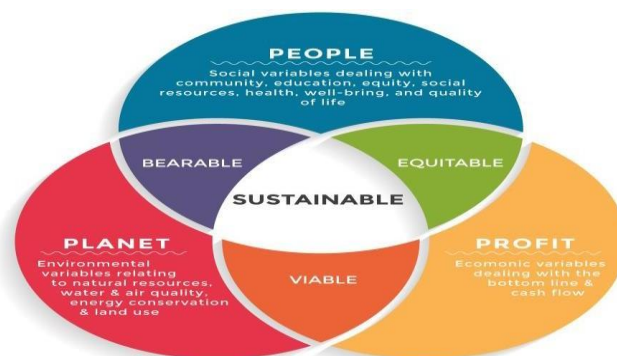 PEOPLE
Social variables dealing with
community, education, equity, social
resources, health, well-bring, and quality
of life
BEARABLE
EQUITABLE
SUSTAINABLE
PLANET
Environmental
variables relating
to natural resources,
water & air quality,
energy conservation
& land use
PROFIT
Ecomonic variables
dealing with the
bottom line &
cash flow
VIABLE